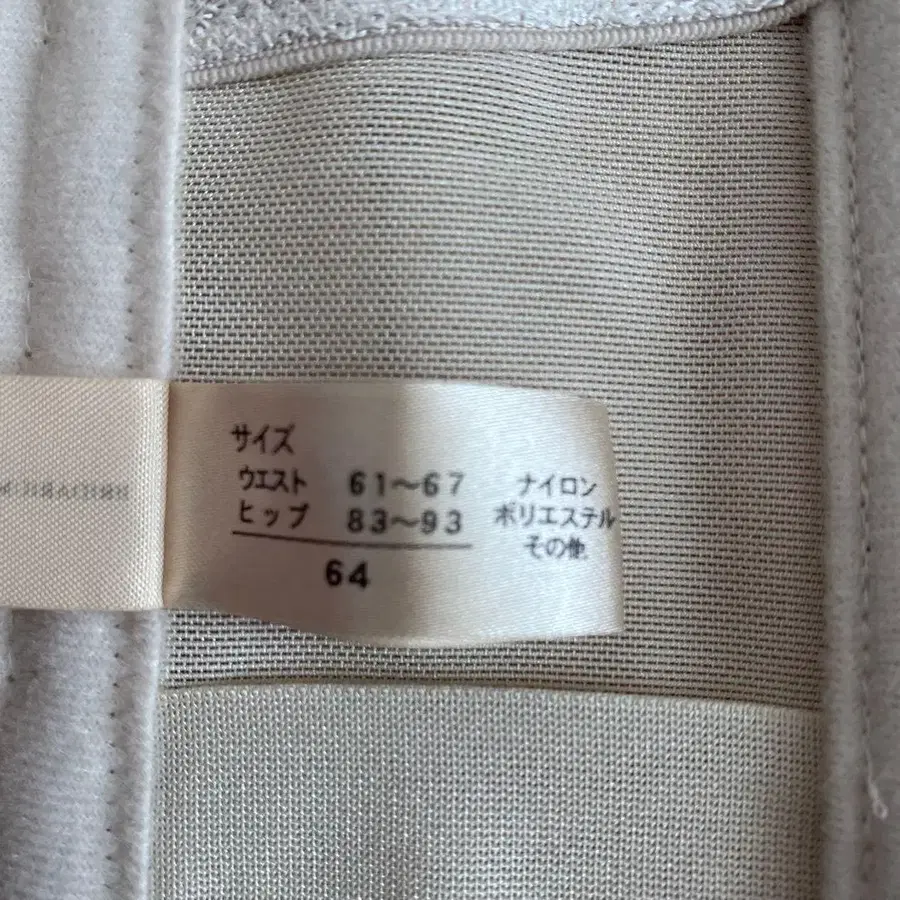 サイズ
ウエスト 61〜67
ヒップ 83〜93
64
ナイロン
ポリエステル
その他